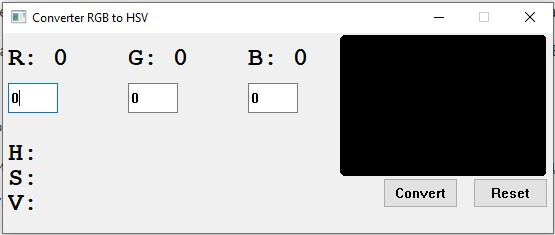 Converter RGB to HSV
R: 0 G: 0 B: 0
0 0 0
H:
S:
V:
Convert Reset